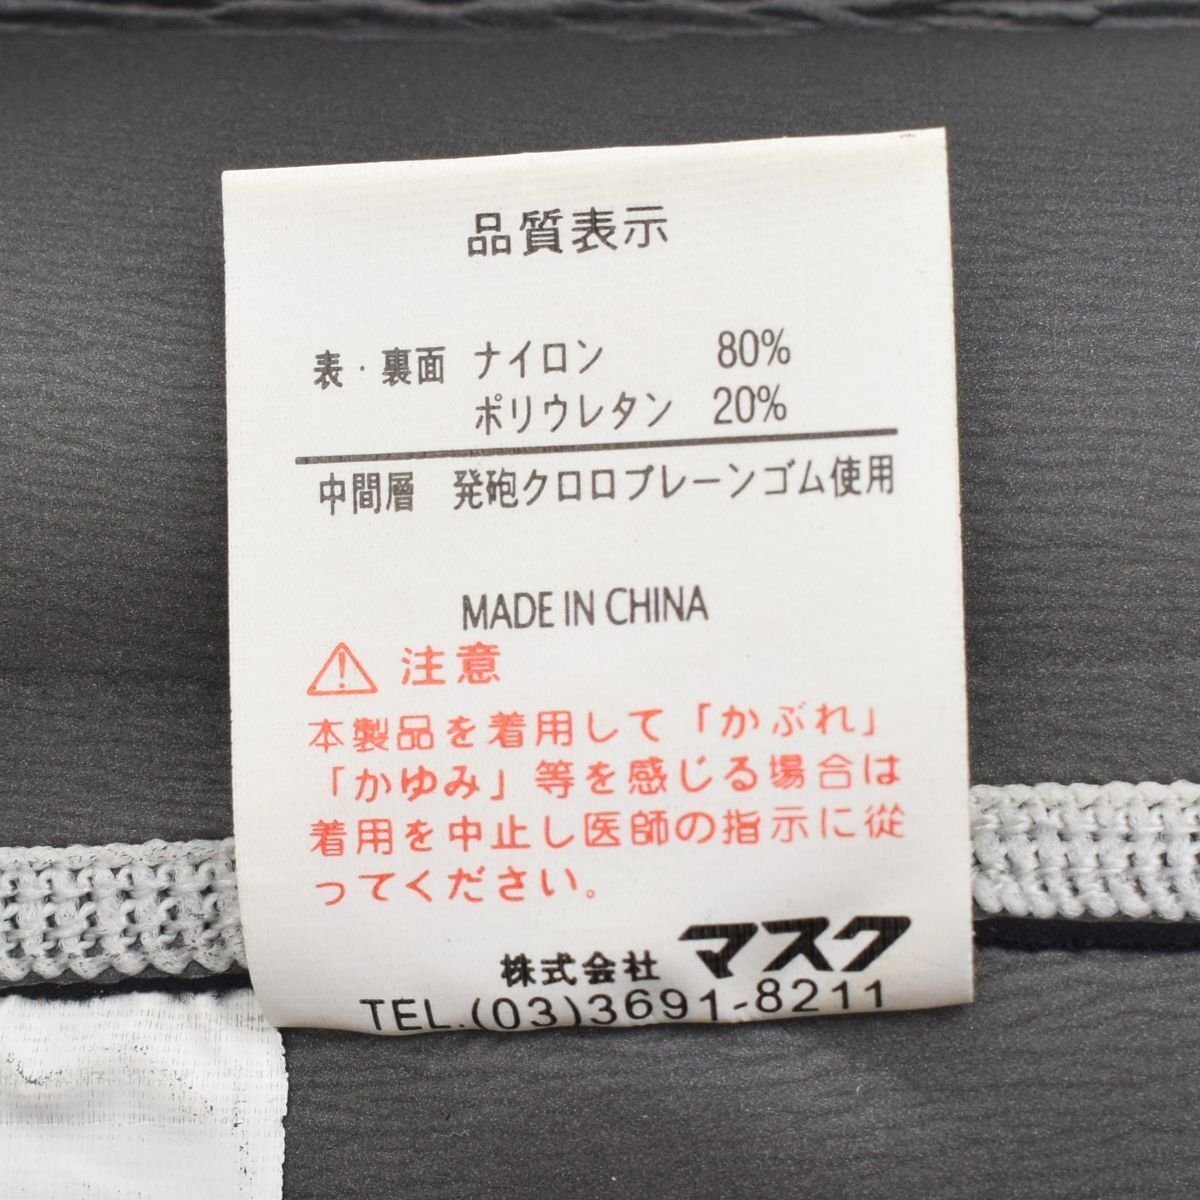 品質表示
表・裏面 ナイロン 80%
ポリウレタン 20%
中間層 発砲クロロプレーンゴム使用
MADE IN CHINA
注意
本製品を着用して「かぶれ」
「かゆみ」等を感じる場合は
着用を中止し医師の指示に従
ってください。
株式会社 マスク
TEL.(03)3691-8211